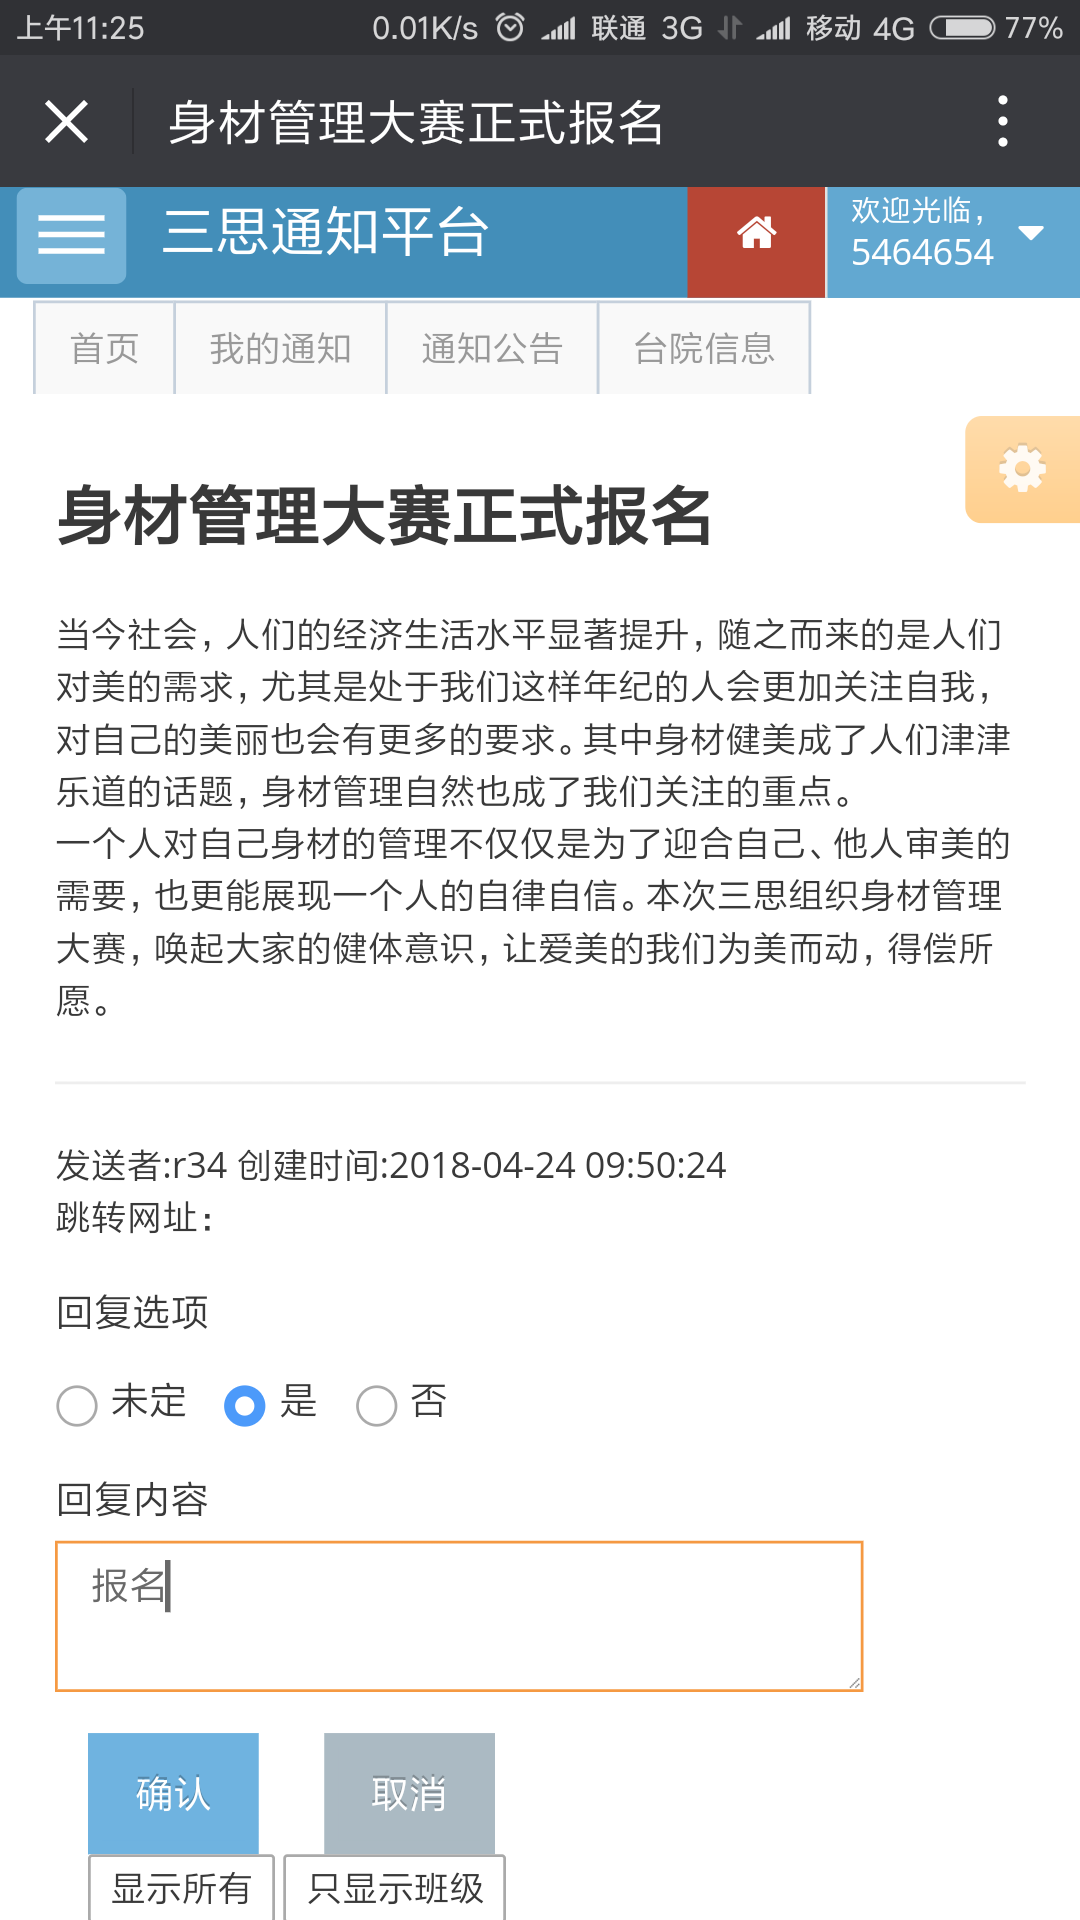 上午11:25 0.01K/s 联通 3G 移动 4G 77%
身材管理大赛正式报名
三思通知平台
欢迎光临,
5464654
首页 我的通知 通知公告 台院信息
身材管理大赛正式报名
当今社会，人们的经济生活水平显著提升，随之而来的是人们
对美的需求，尤其是处于我们这样年纪的人会更加关注自我，
对自己的美丽也会有更多的要求。其中身材健美成了人们津津
乐道的话题，身材管理自然也成了我们关注的重点。
一个人对自己身材的管理不仅仅是为了迎合自己、他人审美的
需要，也更能展现一个人的自律自信。本次三思组织身材管理
大赛，唤起大家的健体意识，让爱美的我们为美而动，得偿所
愿。
发送者:r34 创建时间:2018-04-24 09:50:24
跳转网址：
回复选项
未定 是 否
回复内容
报名
确认 取消
显示所有 只显示班级